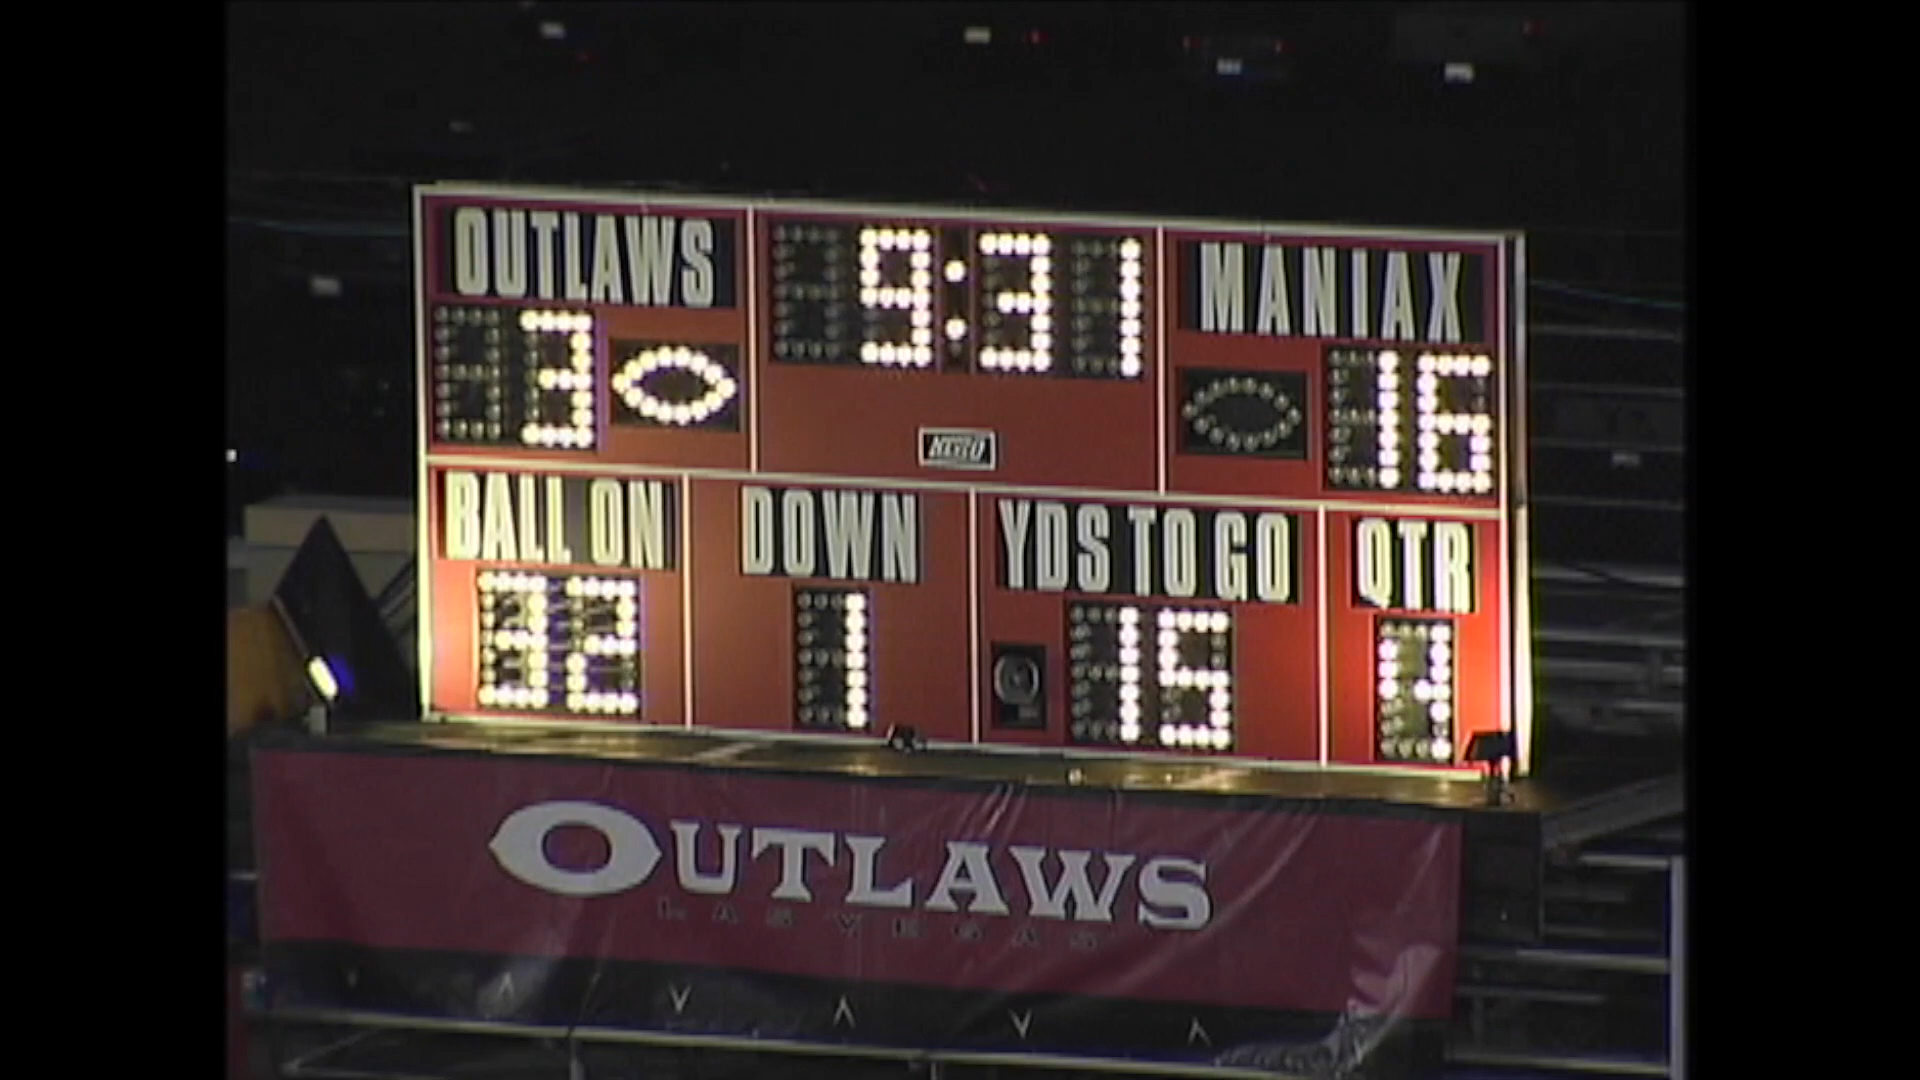 OUTLAWS 9:31 MANIAX
3 16
BALL ON DOWN YDS TO GO QTR
32 1 15 4
OUTLAWS
LAS VEGAS